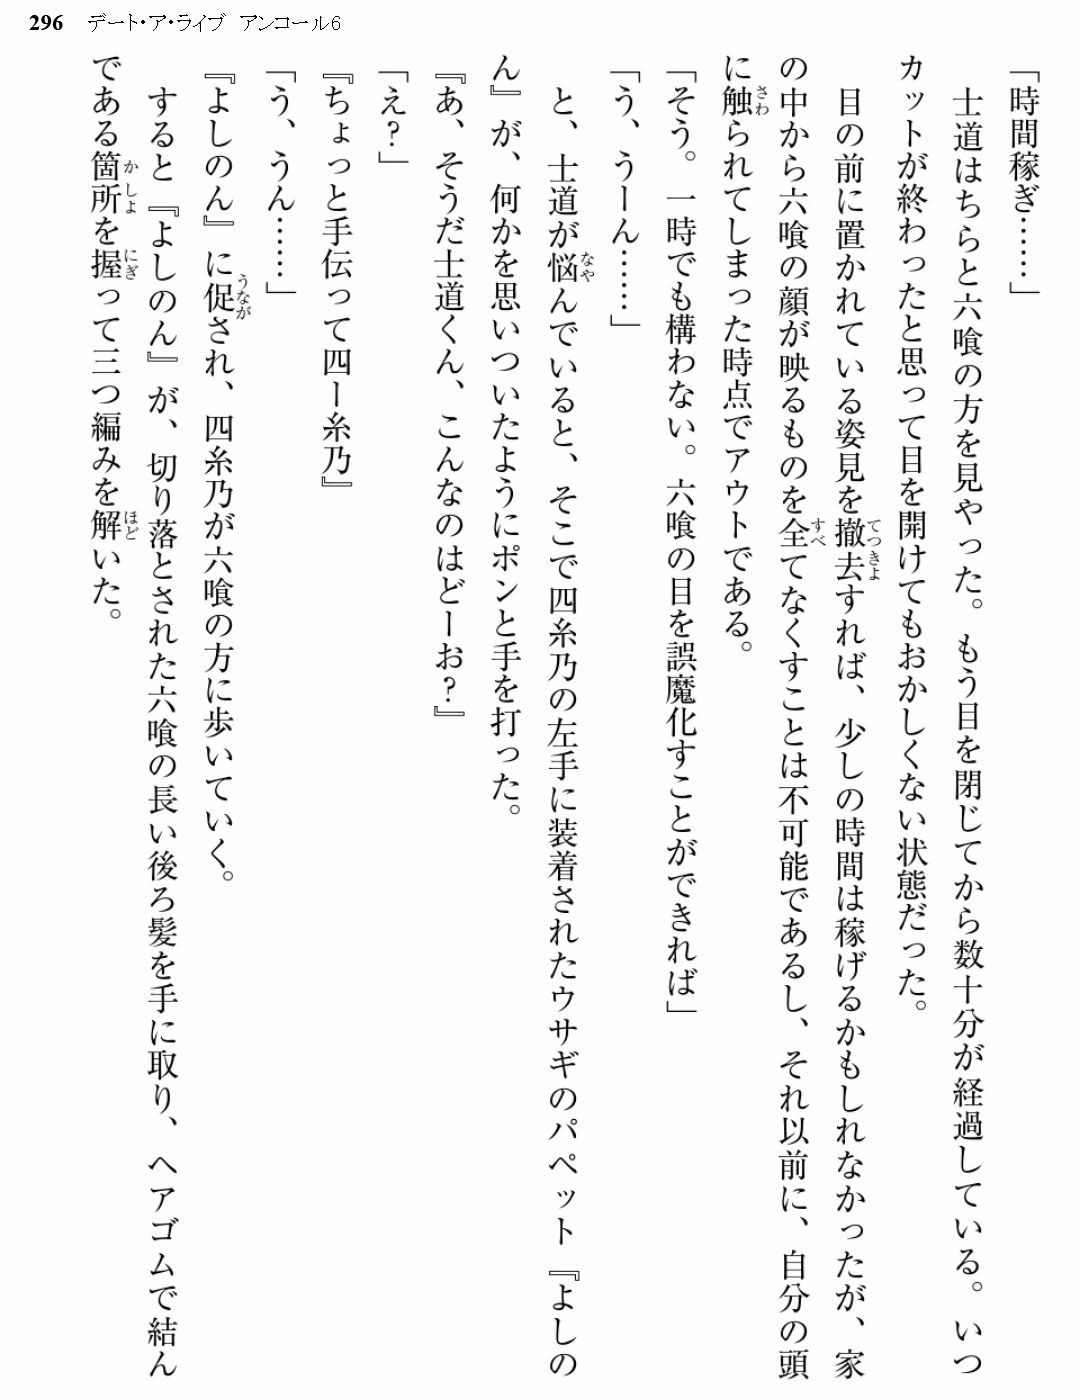 296 デート・ア・ライブ アンコール6
「時間稼ぎ……」
　士道はちらと六喰の方を見やった。もう目を閉じてから数十分が経過している。いつ
カットが終わったと思って目を開けてもおかしくない状態だった。
　目の前に置かれている姿見を撤去すれば、少しの時間は稼げるかもしれなかったが、家
の中から六喰の顔が映るものを全てなくすことは不可能であるし、それ以前に、自分の頭
に触られてしまった時点でアウトである。
「そう。一時でも構わない。六喰の目を誤魔化すことができれば」
「う、うーん……」
　と、士道が悩んでいると、そこで四糸乃の左手に装着されたウサギのパペット『よしの
ん』が、何かを思いついたようにポンと手を打った。
『あ、そうだ士道くん、こんなのはどーお？』
「え？」
『ちょっと手伝って四ー糸乃』
「う、うん……」
『よしのん』に促され、四糸乃が六喰の方に歩いていく。
　すると『よしのん』が、切り落とされた六喰の長い後ろ髪を手に取り、ヘアゴムで結ん
である箇所を握って三つ編みを解いた。